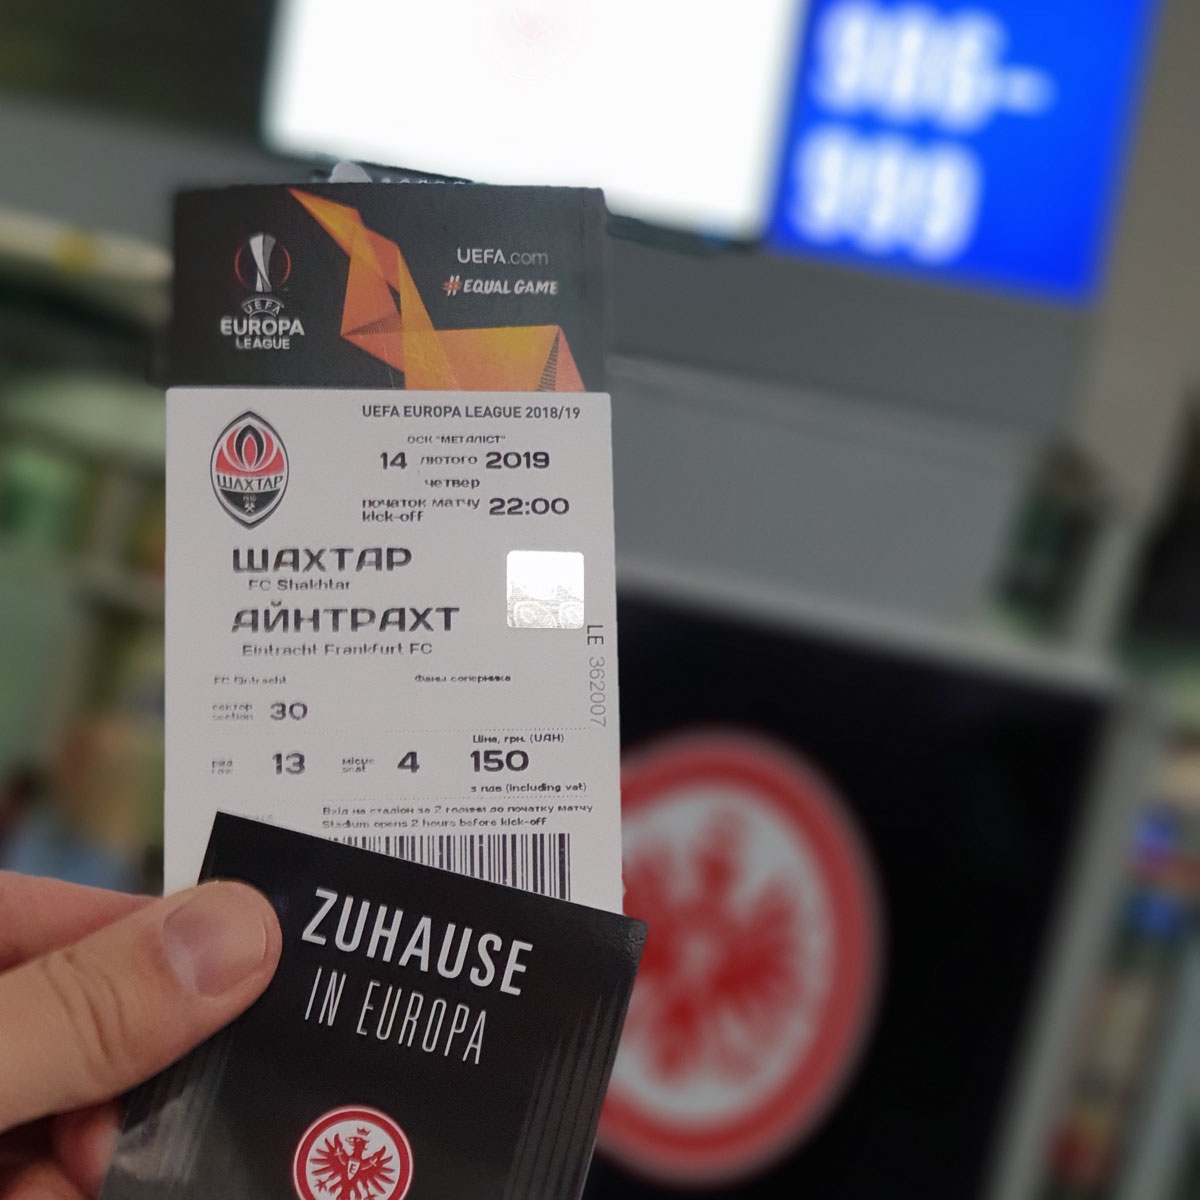 986-
999
UEFA
EUROPA
LEAGUE
UEFA.com
#EQUALGAME
UEFA EUROPA LEAGUE 2018/19
ОСК "МЕТАЛІСТ"
14 лютого 2019
четвер
початок матчу 22:00
kick-off
ШАХТАР
ШАХТАР
FC Shakhtar
АЙНТРАХТ
Eintracht Frankfurt FC
LE 362007
FC Eintracht
Фани суперника
сектор
section
30
ряд
row
13
місце
seat
4
Ціна, грн. (UAH)
150
з пдв (including vat)
Вхід на стадіон за 2 години до початку матчу
Stadium opens 2 hours before kick-off
ZUHAUSE
IN EUROPA